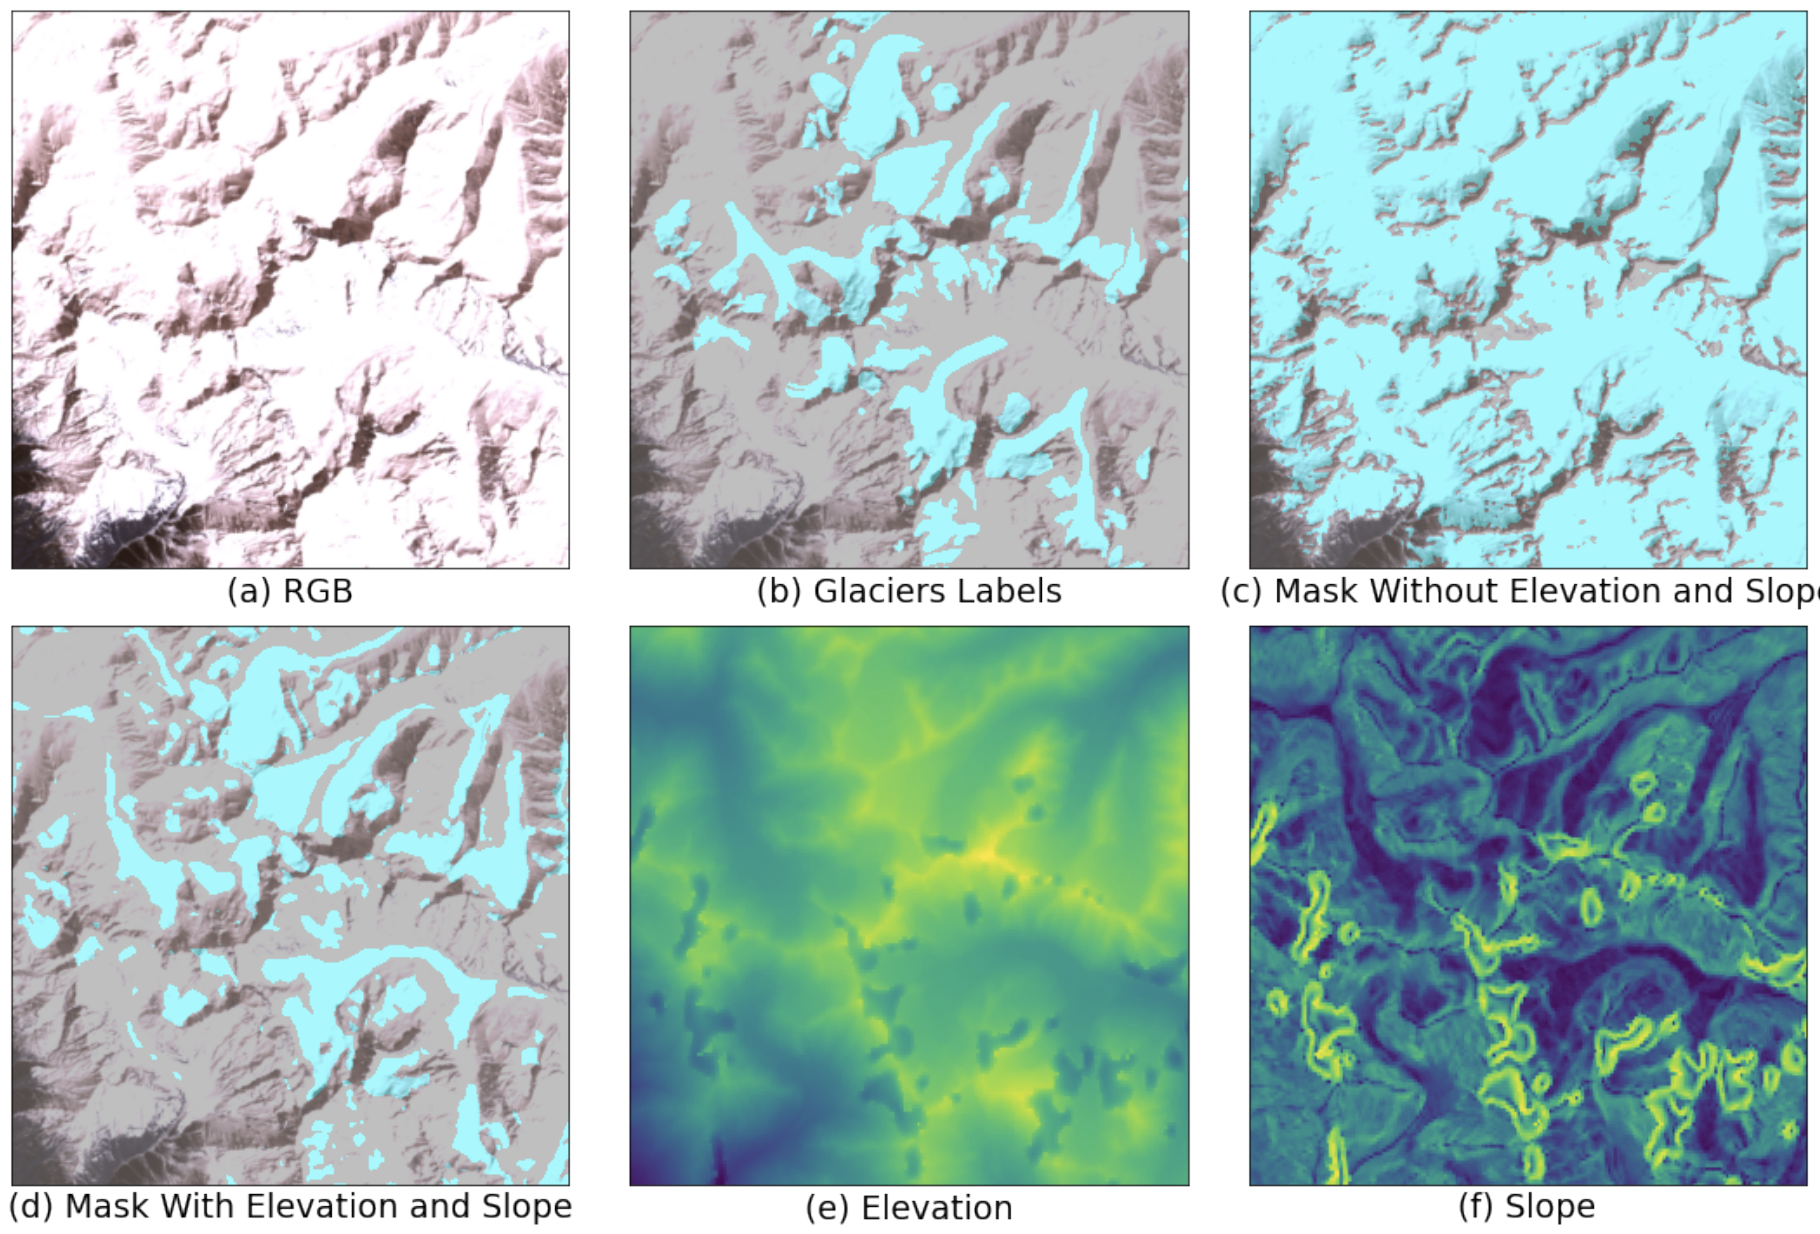 (a) RGB
(b) Glaciers Labels
(c) Mask Without Elevation and Slop
(d) Mask With Elevation and Slope
(e) Elevation
(f) Slope